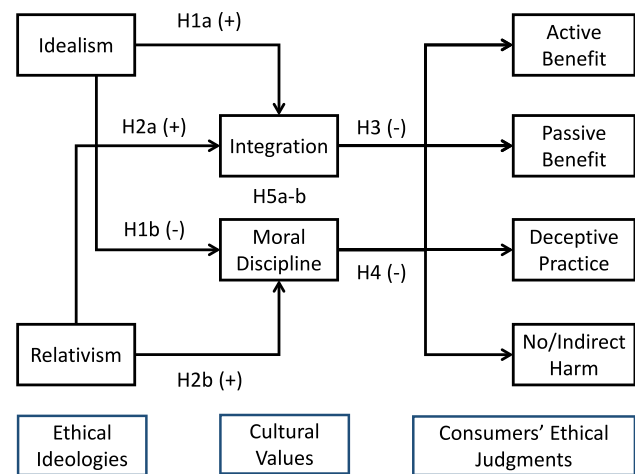 H1a (+)
Idealism
Active
Benefit
H2a (+)
Integration
H3 (-)
Passive
Benefit
H5a-b
H1b (-)
Moral
Discipline
H4 (-)
Deceptive
Practice
Relativism
H2b (+)
No/Indirect
Harm
Ethical
Ideologies
Cultural
Values
Consumers’ Ethical
Judgments